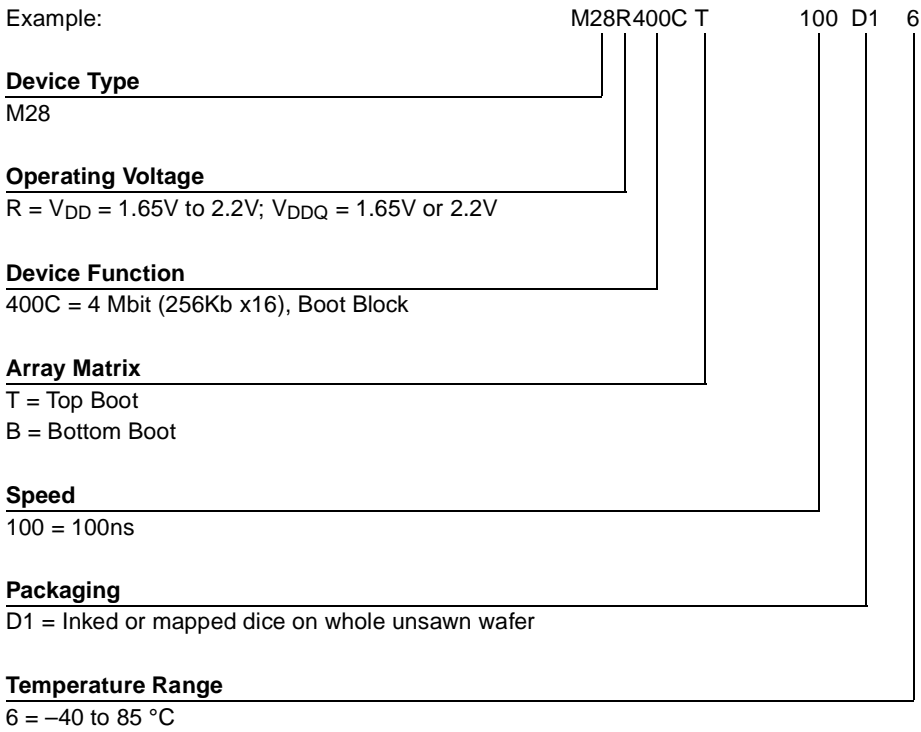 Example: M28R400C T 100 D1 6
Device Type
M28
Operating Voltage
R = VDD = 1.65V to 2.2V; VDDQ = 1.65V or 2.2V
Device Function
400C = 4 Mbit (256Kb x16), Boot Block
Array Matrix
T = Top Boot
B = Bottom Boot
Speed
100 = 100ns
Packaging
D1 = Inked or mapped dice on whole unsawn wafer
Temperature Range
6 = –40 to 85 °C